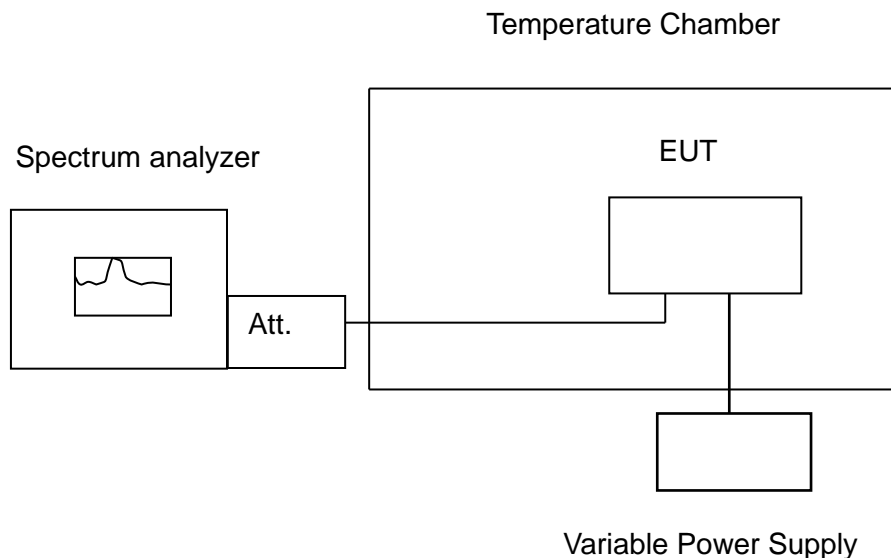 Temperature Chamber
Spectrum analyzer
EUT
Att.
Variable Power Supply